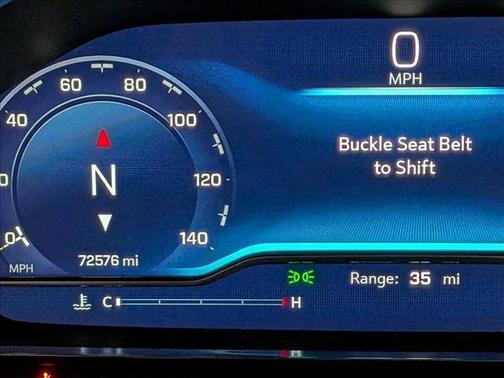 0
MPH
60
80
40
100
Buckle Seat Belt
to Shift
N
120
0
140
MPH
72576 mi
Range: 35 mi
C
H